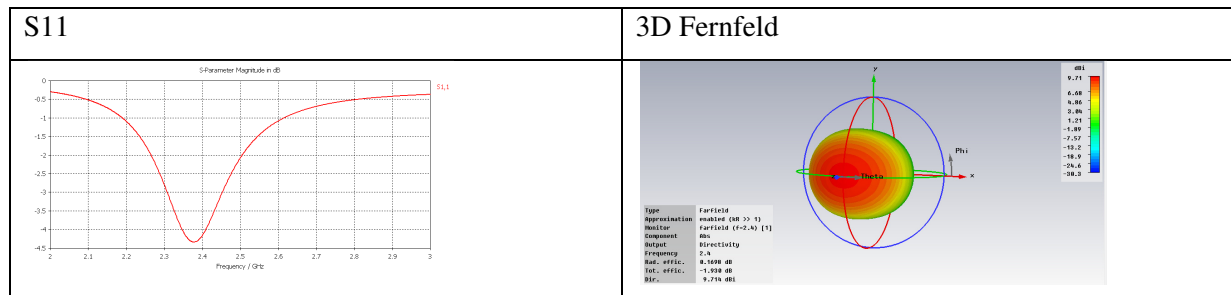 S11
3D Fernfeld
S-Parameter Magnitude in dB
S1,1
0
-0.5
-1
-1.5
-2
-2.5
-3
-3.5
-4
-4.5
2
2.1
2.2
2.3
2.4
2.5
2.6
2.7
2.8
2.9
3
Frequency / GHz
y
Phi
Theta
x
dBi
9.71
6.68
4.86
3.04
1.21
-1.89
-7.57
-13.2
-18.9
-24.6
-30.3
Type Farfield
Approximation enabled (kR >> 1)
Monitor farfield (f=2.4) [1]
Component Abs
Output Directivity
Frequency 2.4
Rad. effic. 0.1698 dB
Tot. effic. -1.930 dB
Dir. 9.714 dBi